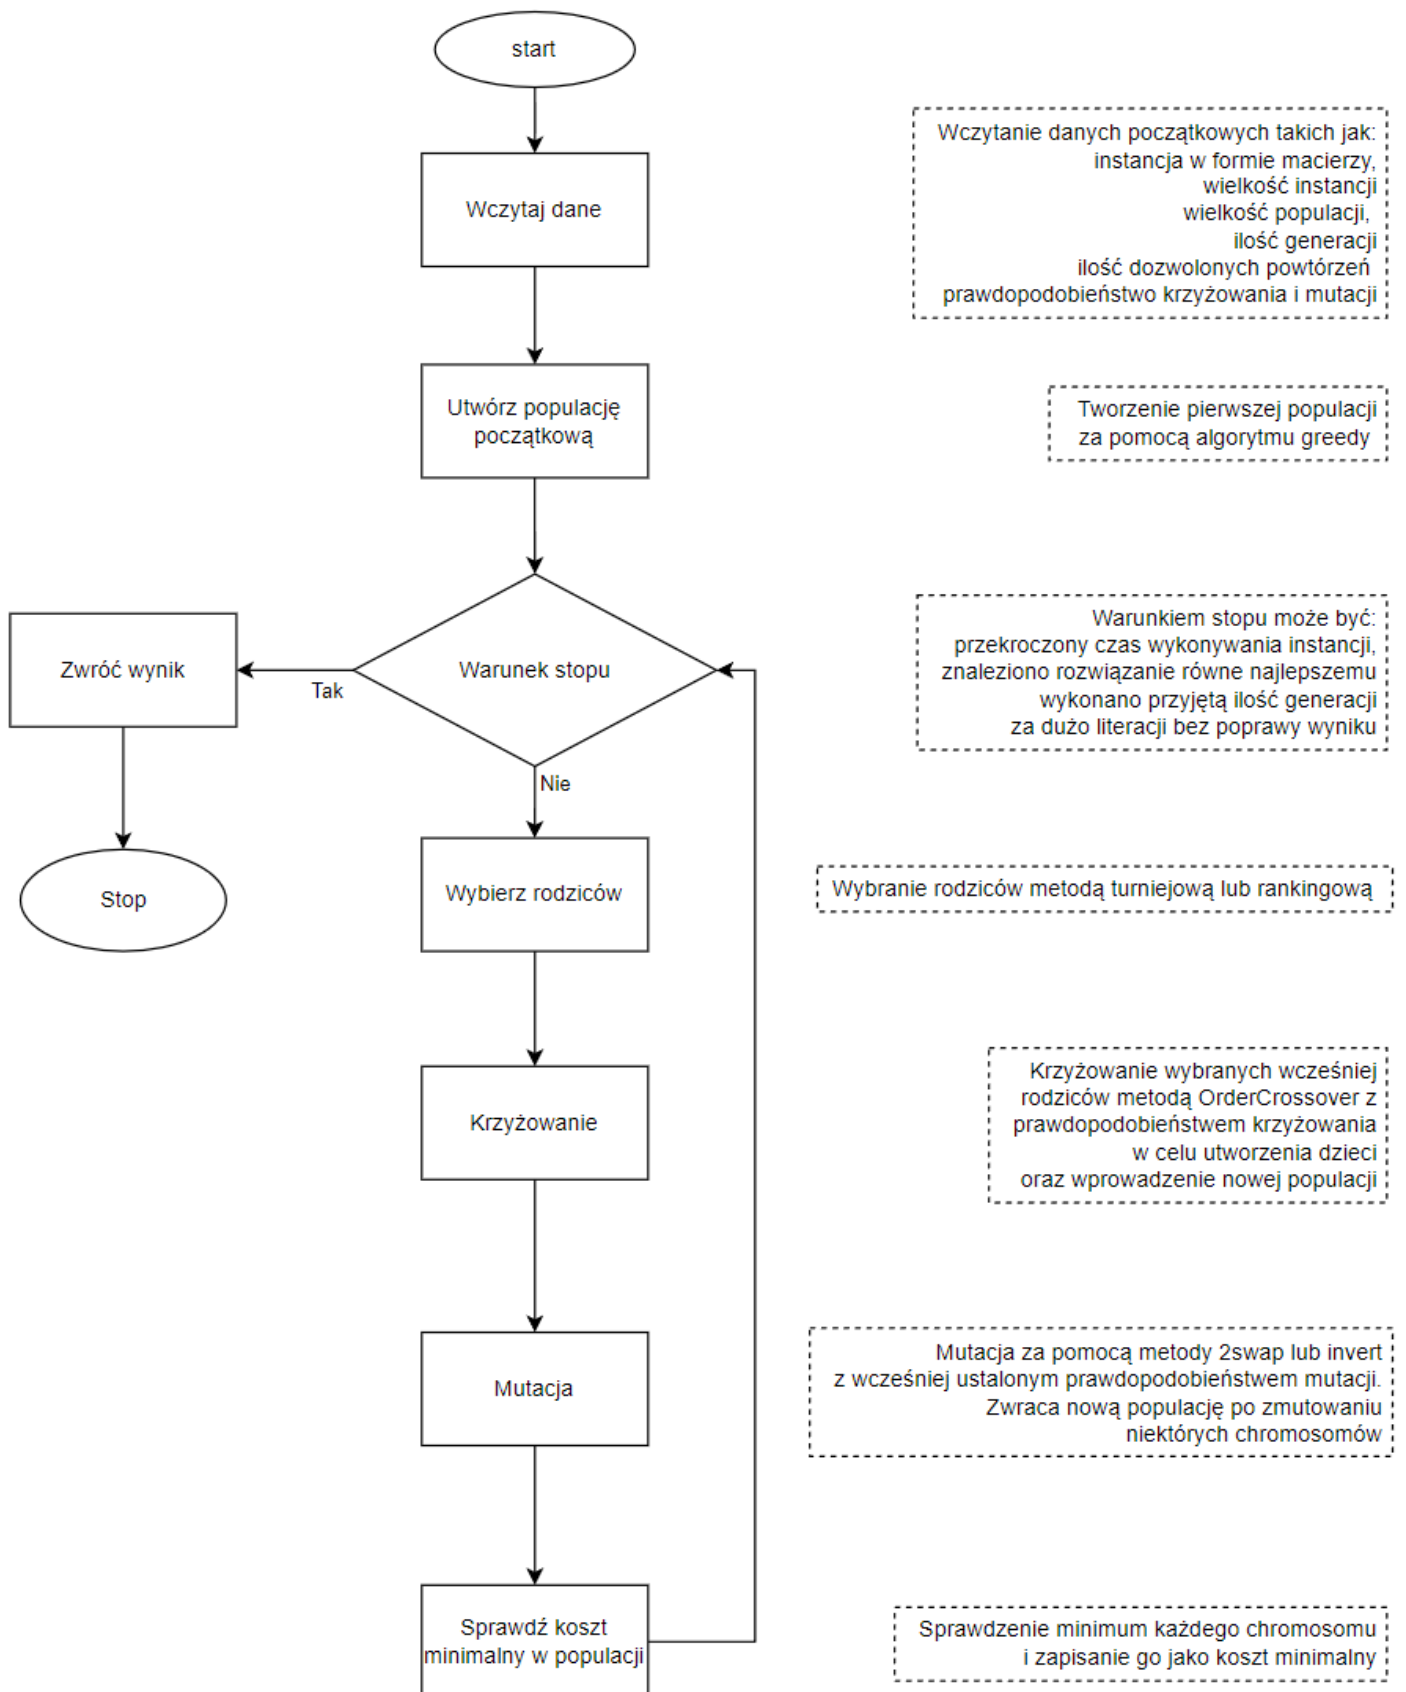 start
Wczytaj dane
Wczytanie danych początkowych takich jak:
instancja w formie macierzy,
wielkość instancji
wielkość populacji,
ilość generacji
ilość dozwolonych powtórzeń
prawdopodobieństwo krzyżowania i mutacji
Utwórz populację
początkową
Tworzenie pierwszej populacji
za pomocą algorytmu greedy
Warunek stopu
Tak
Zwróć wynik
Stop
Nie
Warunkiem stopu może być:
przekroczony czas wykonywania instancji,
znaleziono rozwiązanie równe najlepszemu
wykonano przyjętą ilość generacji
za dużo literacji bez poprawy wyniku
Wybierz rodziców
Wybranie rodziców metodą turniejową lub rankingową
Krzyżowanie
Krzyżowanie wybranych wcześniej
rodziców metodą OrderCrossover z
prawdopodobieństwem krzyżowania
w celu utworzenia dzieci
oraz wprowadzenie nowej populacji
Mutacja
Mutacja za pomocą metody 2swap lub invert
z wcześniej ustalonym prawdopodobieństwem mutacji.
Zwraca nową populację po zmutowaniu
niektórych chromosomów
Sprawdź koszt
minimalny w populacji
Sprawdzenie minimum każdego chromosomu
i zapisanie go jako koszt minimalny